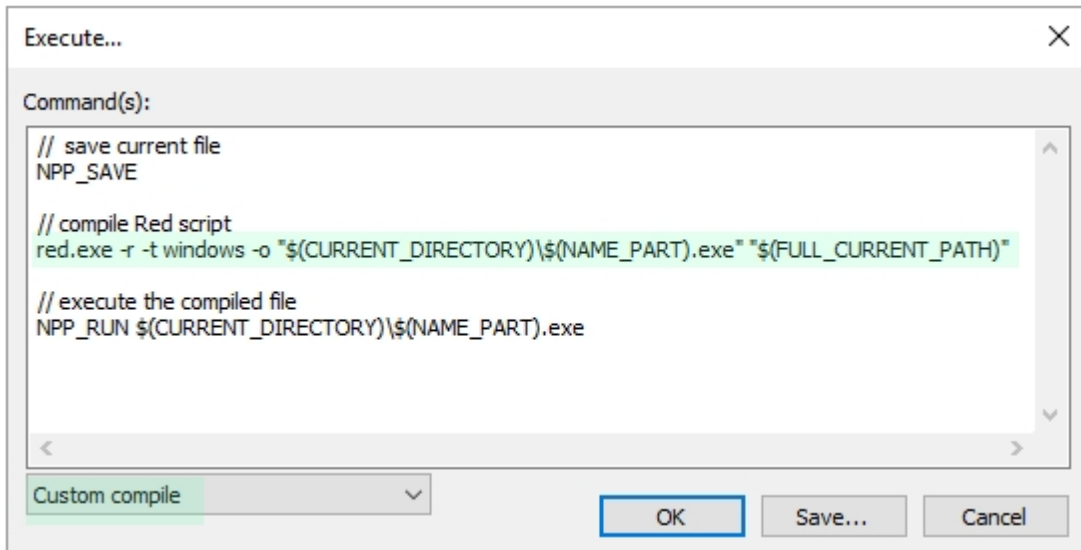 Execute...
Command(s):
// save current file
NPP_SAVE
// compile Red script
red.exe -r -t windows -o "$(CURRENT_DIRECTORY)\$(NAME_PART).exe" "$(FULL_CURRENT_PATH)"
// execute the compiled file
NPP_RUN $(CURRENT_DIRECTORY)\$(NAME_PART).exe
Custom compile
OK Save... Cancel